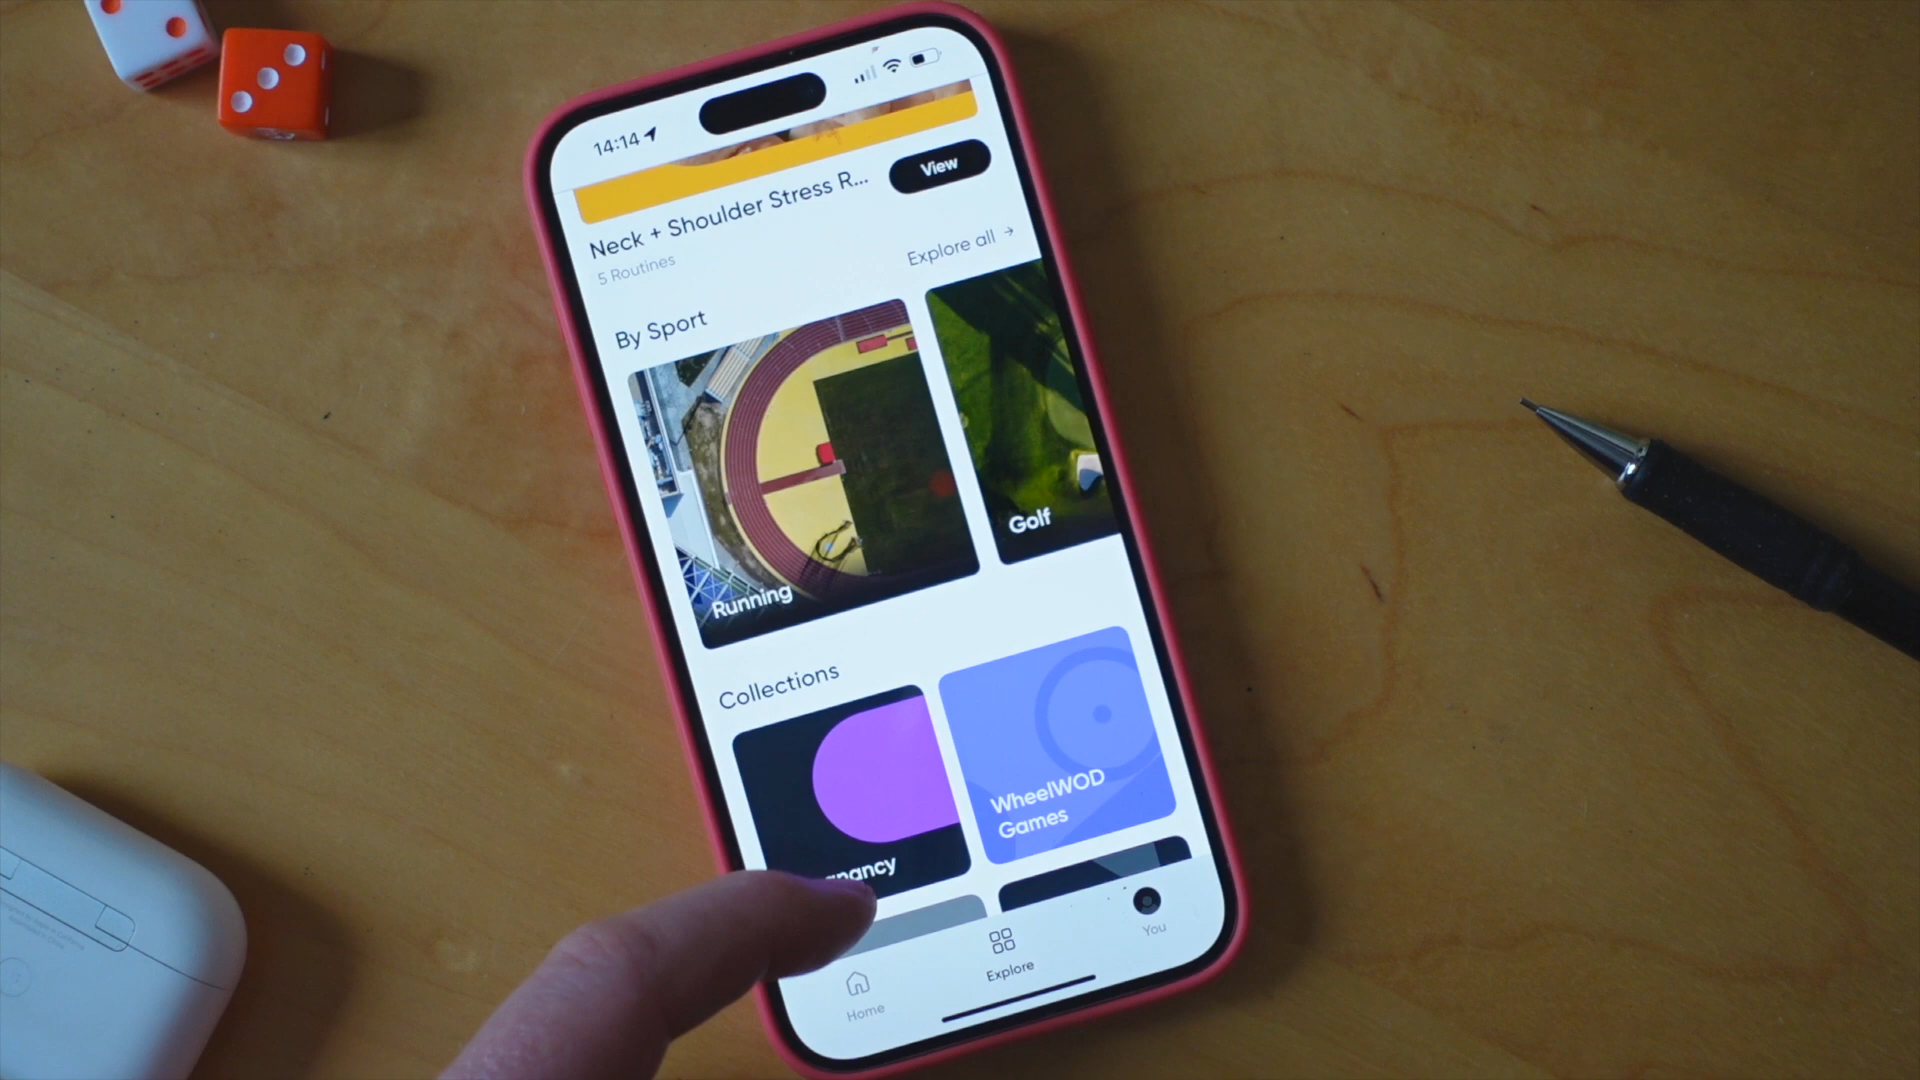 14:14
Neck + Shoulder Stress R...
View
5 Routines
Explore all →
By Sport
Running
Golf
Collections
WheelWOD
Games
Home
Explore
You